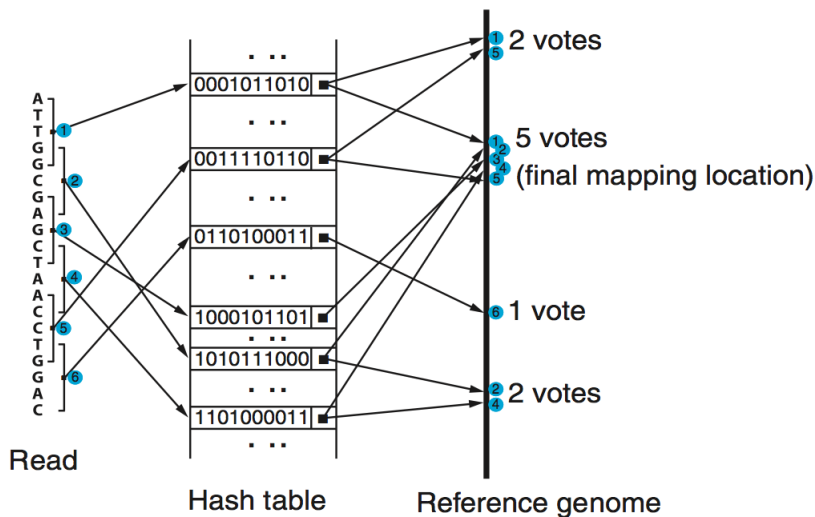 A
T
T
G
G
C
G
A
G
C
T
A
A
C
C
T
G
G
A
C
1
2
3
4
5
6
Read
. . .
0001011010
. . .
0011110110
. . .
0110100011
. . .
1000101101
. . .
1010111000
. . .
1101000011
. . .
Hash table
1
5
2 votes
1
2
3
4
5
5 votes
(final mapping location)
6
1 vote
2
4
2 votes
Reference genome